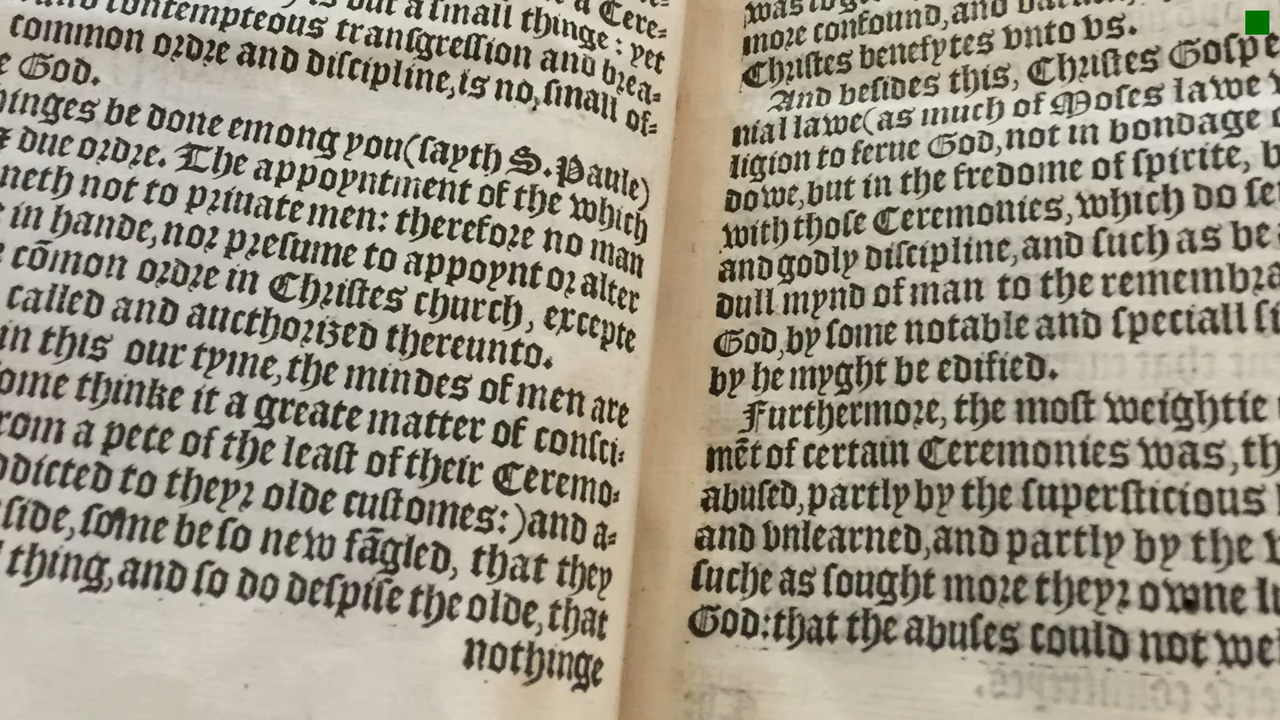 but a small thinge: yet
contempteous transgression and brea-
common ordre and discipline, is no small of-
God.
hinges be done emong you (sayth S. Paule)
& due ordre. The appoyntment of the which
neth not to priuate men: therefore no man
in hande, nor presume to appoynt or alter
cōmon ordre in Christes church, excepte
called and aucthorized thereunto.
in this our tyme, the mindes of men are
ome thinke it a greate matter of consci-
rom a pece of the least of their Ceremo-
ddicted to theyr olde customes:) and a-
side, some be so new fāgled, that they
thing, and so do despise the olde, that
nothinge
more confound, and
Christes benefytes vnto vs.
And besides this, Christes Gospe
nial lawe (as much of Moses lawe
ligion to serue God, not in bondage
dowe, but in the fredome of spirite,
with those Ceremonies, which do se
and godly discipline, and such as be
dull mynd of man to the remembra
God, by some notable and speciall si
by he myght be edified.
Furthermore, the most weightie
mēt of certain Ceremonies was, th
abused, partly by the supersticious
and vnlearned, and partly by the
suche as sought more theyr owne
God: that the abuses could not we